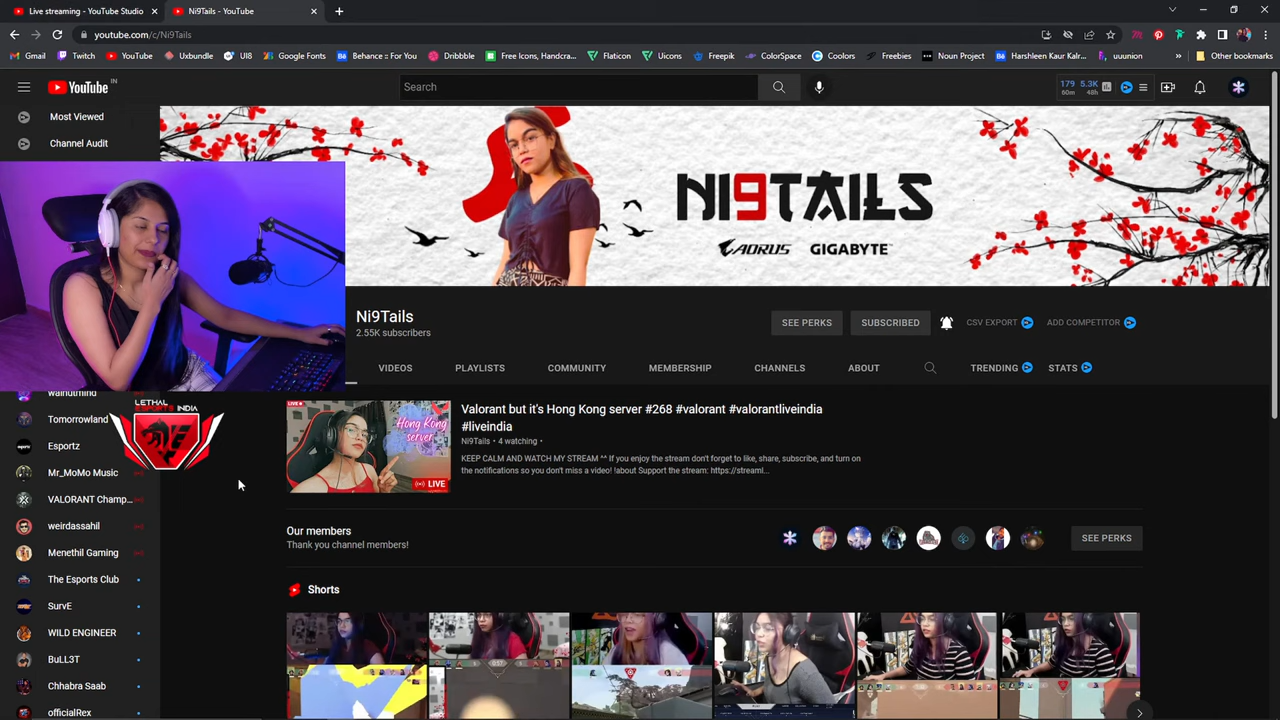 Live streaming - YouTube Studio
Ni9Tails - YouTube
youtube.com/c/Ni9Tails
Gmail
Twitch
YouTube
Uxbundle
UI8
Google Fonts
Behance :: For You
Dribbble
Free Icons, Handcra...
Flaticon
Uicons
Freepik
ColorSpace
Coolors
Freebies
Noun Project
Harshleen Kaur Kalr...
uuunion
Other bookmarks
YouTube IN
Search
179 60m
5.3K 48h
Most Viewed
Channel Audit
NI9TAILS
AORUS GIGABYTE
Ni9Tails
2.55K subscribers
SEE PERKS
SUBSCRIBED
CSV EXPORT
ADD COMPETITOR
VIDEOS
PLAYLISTS
COMMUNITY
MEMBERSHIP
CHANNELS
ABOUT
TRENDING
STATS
walnutmind
Tomorrowland
Esportz
Mr_MoMo Music
VALORANT Champ...
weirdassahil
Menethil Gaming
The Esports Club
SurvE
WILD ENGINEER
BuLL3T
Chhabra Saab
officialRex
LETHAL
ESPORTS INDIA
LIVE
Hong Kong
server
LIVE
Valorant but it's Hong Kong server #268 #valorant #valorantliveindia
#liveindia
Ni9Tails • 4 watching •
KEEP CALM AND WATCH MY STREAM ^^ If you enjoy the stream don't forget to like, share, subscribe, and turn on
the notifications so you don't miss a video! !about Support the stream: https://streaml...
Our members
Thank you channel members!
SEE PERKS
Shorts